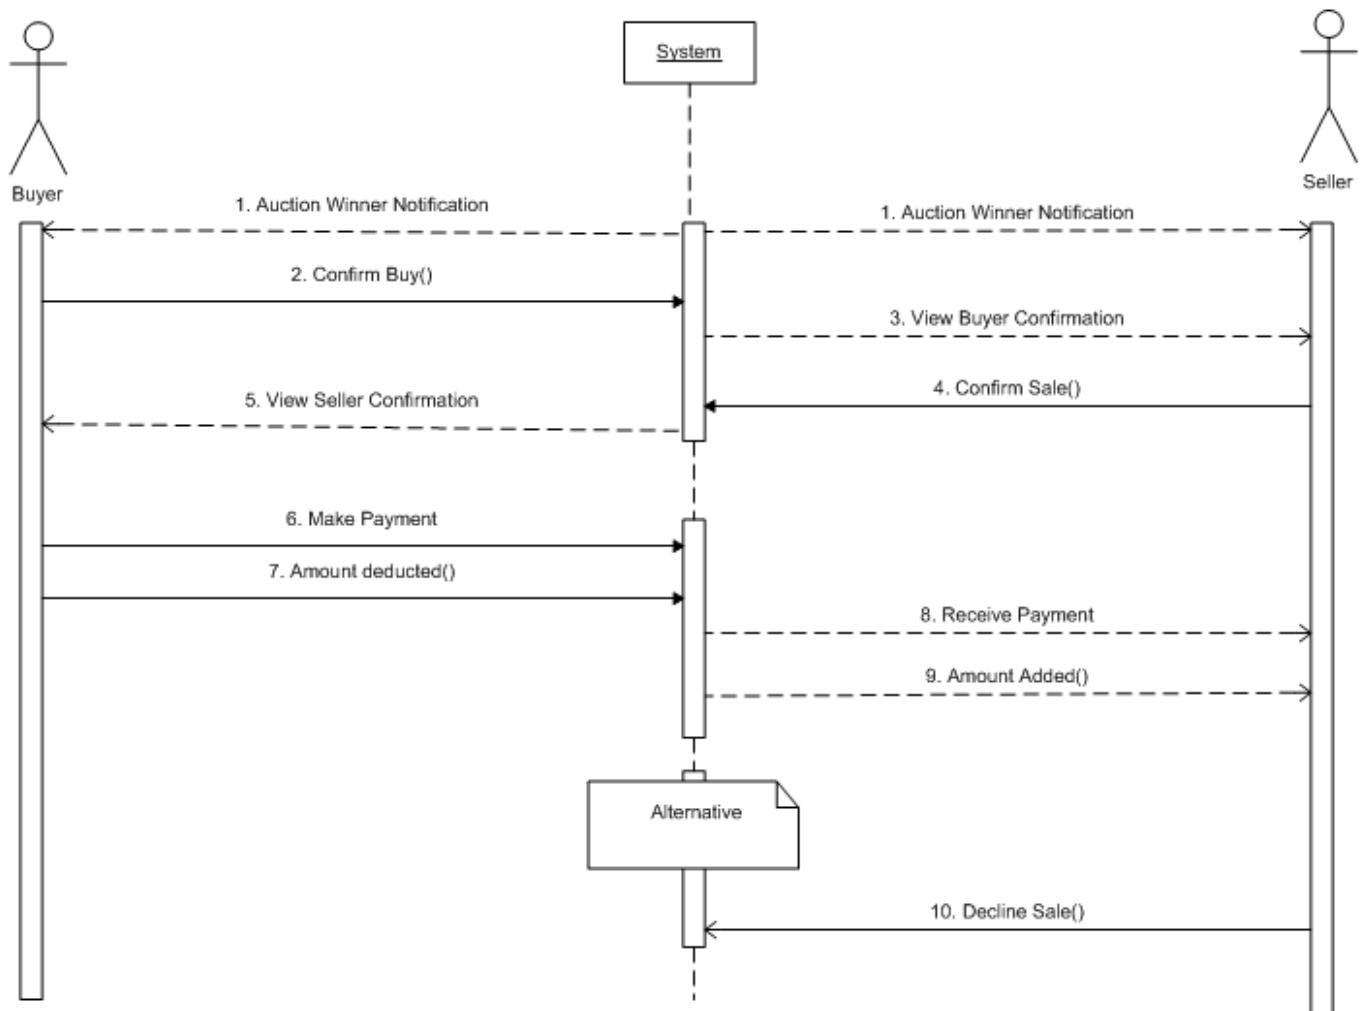 System
Buyer
Seller
1. Auction Winner Notification
1. Auction Winner Notification
2. Confirm Buy()
3. View Buyer Confirmation
4. Confirm Sale()
5. View Seller Confirmation
6. Make Payment
7. Amount deducted()
8. Receive Payment
9. Amount Added()
Alternative
10. Decline Sale()